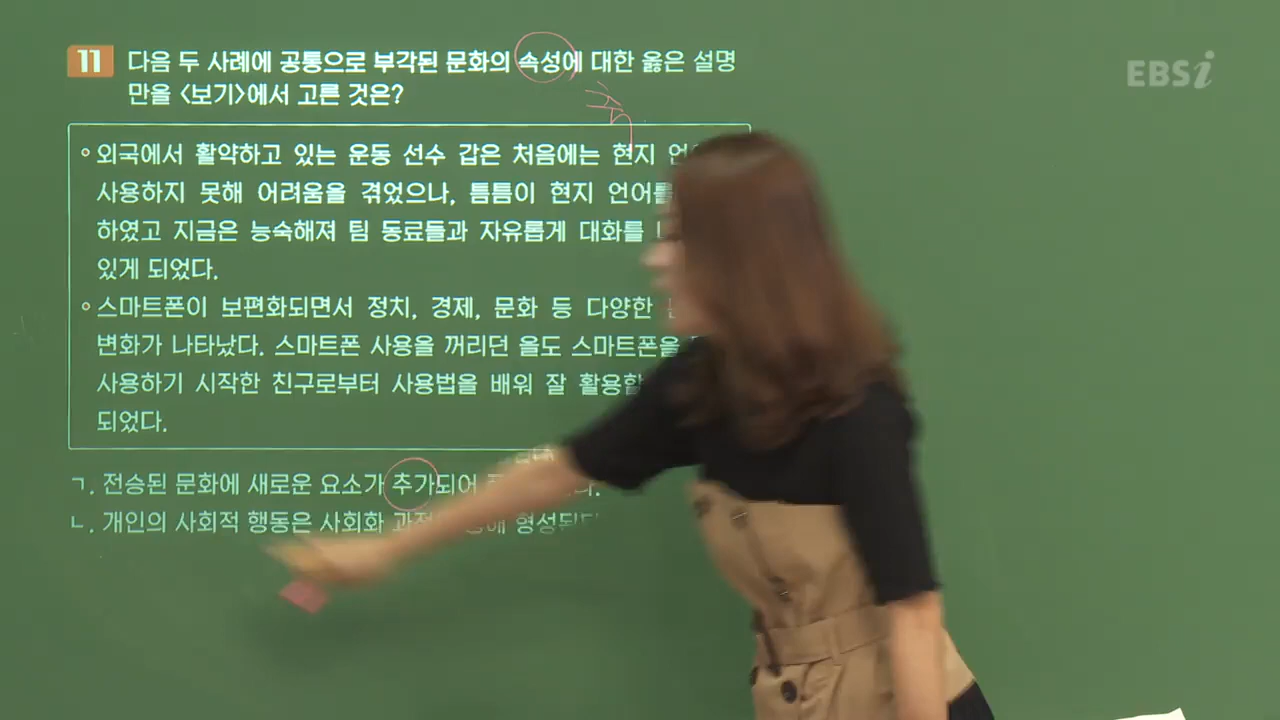 11 다음 두 사례에 공통으로 부각된 문화의 속성에 대한 옳은 설명
만을 <보기>에서 고른 것은?
EBSi
외국에서 활약하고 있는 운동 선수 갑은 처음에는 현지
사용하지 못해 어려움을 겪었으나, 틈틈이 현지 언어를
하였고 지금은 능숙해져 팀 동료들과 자유롭게 대화를
있게 되었다.
스마트폰이 보편화되면서 정치, 경제, 문화 등 다양한
변화가 나타났다. 스마트폰 사용을 꺼리던 을도 스마트폰을
사용하기 시작한 친구로부터 사용법을 배워 잘
되었다.
ㄱ. 전승된 문화에 새로운 요소가 추가되어
ㄴ. 개인의 사회적 행동은 사회화 형성된다